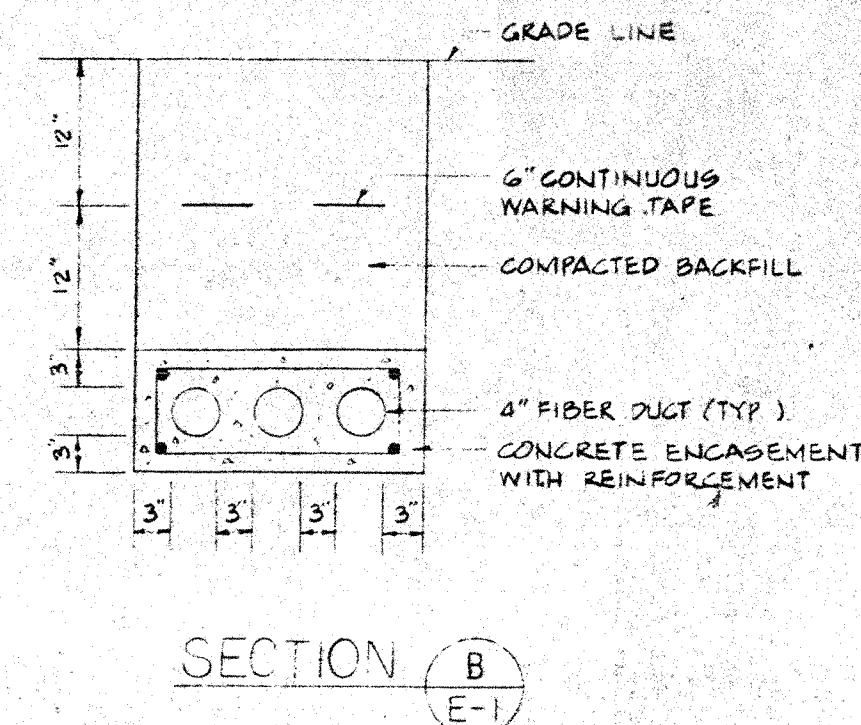 GRADE LINE
12"
6" CONTINUOUS
WARNING TAPE
12"
COMPACTED BACKFILL
3"
4" FIBER DUCT (TYP )
3"
CONCRETE ENCASEMENT
WITH REINFORCEMENT
3" 3" 3" 3"
SECTION B
E-1